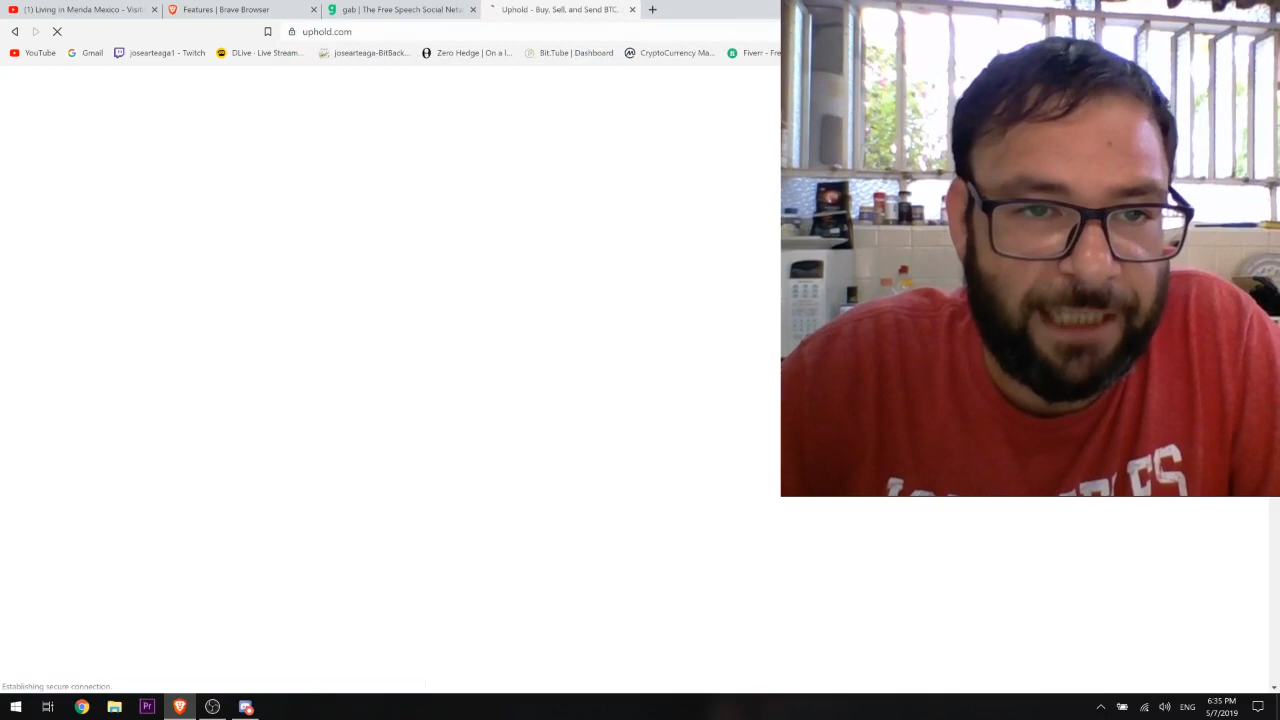 (1) Living in Merida Mexico - Visit
Features | Brave Browser
gab | The Free Speech Social Netw
Uphold - Buy, Sell, and Send BTC,
uphold.com
YouTube
Gmail
josearteaga1 - Twitch
DLive · Live Stream...
josearteaga-BitBack...
Zero Hedge | On a l...
Bit.Tube | Dashboard
CryptoCurrency Ma...
Fiverr - Fre
Establishing secure connection...
Pr
ENG
6:35 PM
5/7/2019